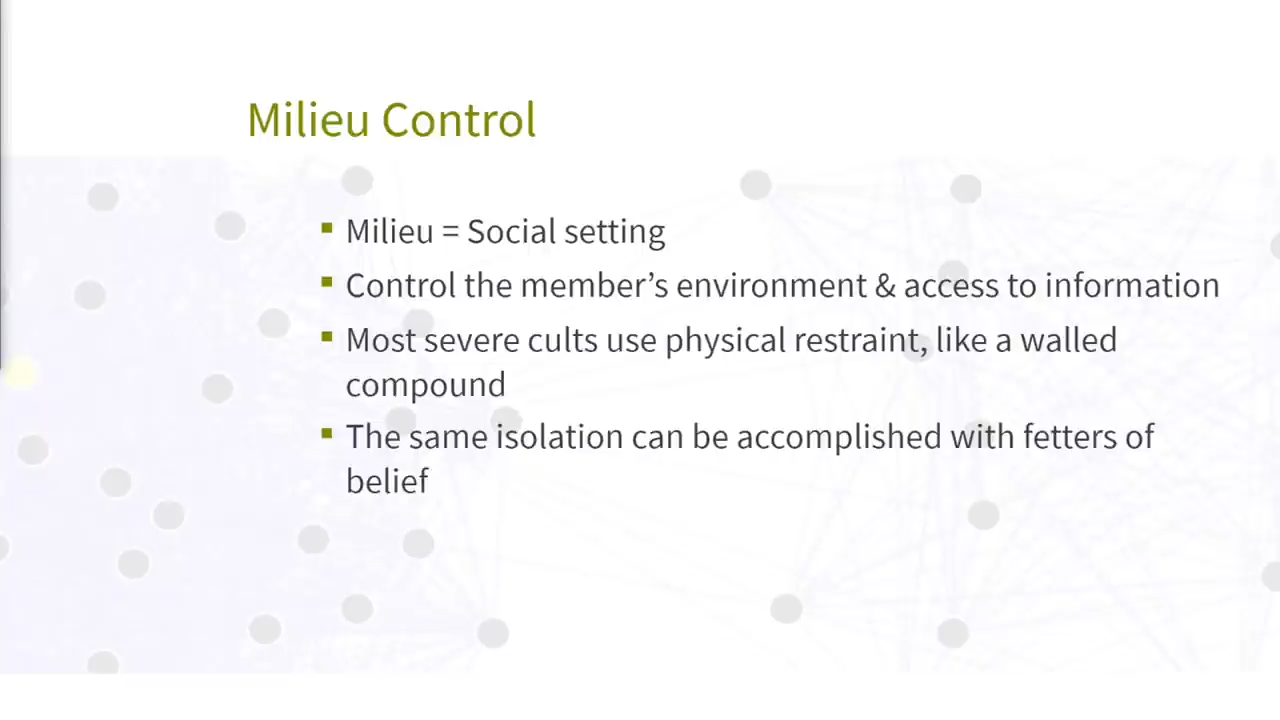 Milieu Control
▪ Milieu = Social setting
▪ Control the member’s environment & access to information
▪ Most severe cults use physical restraint, like a walled
compound
▪ The same isolation can be accomplished with fetters of
belief